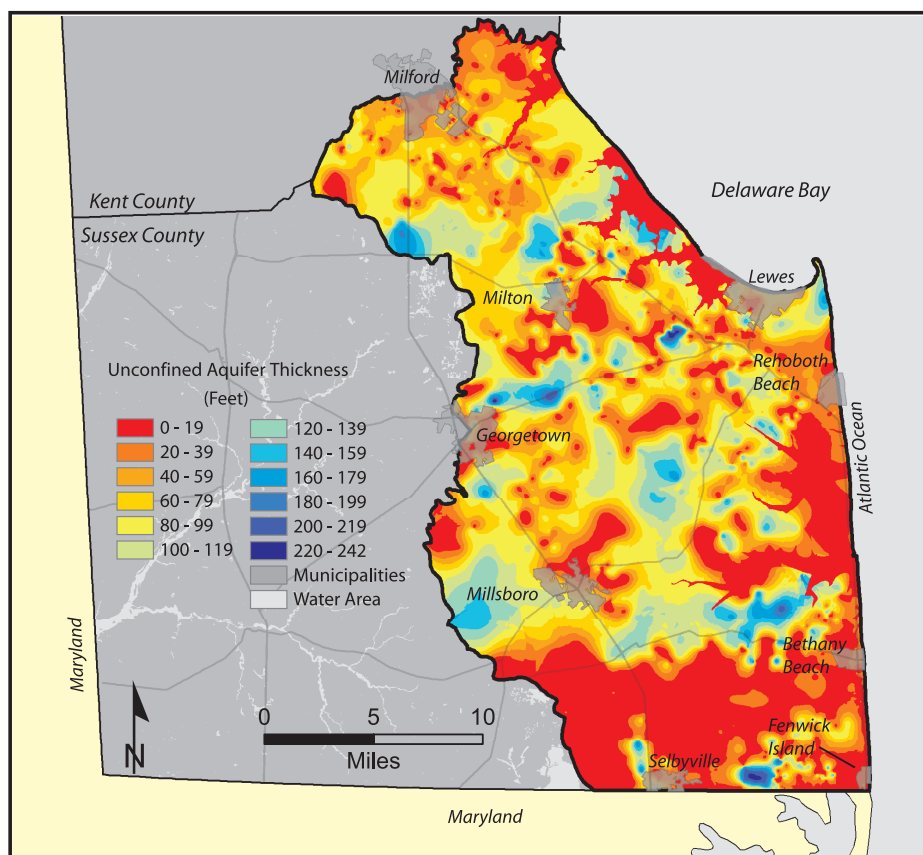 Milford
Kent County
Sussex County
Delaware Bay
Lewes
Milton
Rehoboth
Beach
Unconfined Aquifer Thickness
(Feet)
0 - 19
20 - 39
40 - 59
60 - 79
80 - 99
100 - 119
120 - 139
140 - 159
160 - 179
180 - 199
200 - 219
220 - 242
Municipalities
Water Area
Georgetown
Atlantic Ocean
Millsboro
Bethany
Beach
Maryland
N
0 5 10
Miles
Fenwick
Island
Selbyville
Maryland